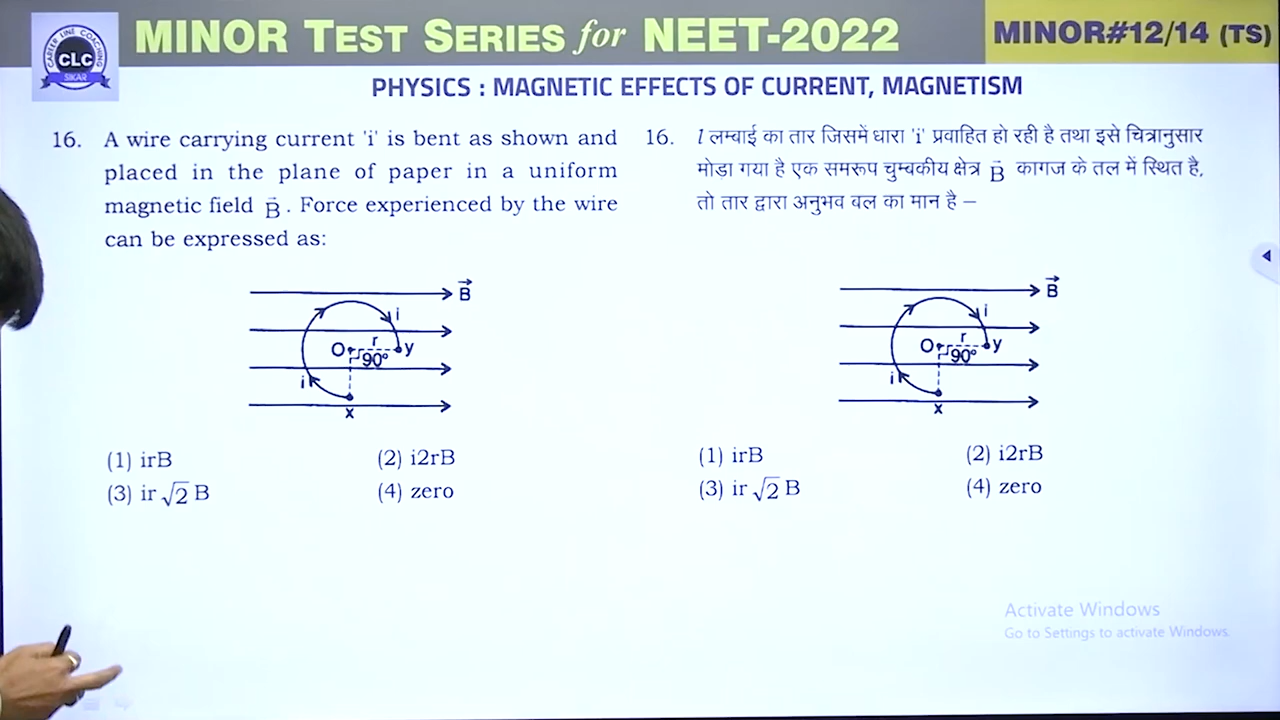 CAREER LINE COACHING
CLC
SIKAR
MINOR TEST SERIES for NEET-2022
MINOR#12/14 (TS)
PHYSICS : MAGNETIC EFFECTS OF CURRENT, MAGNETISM
16. A wire carrying current 'i' is bent as shown and
placed in the plane of paper in a uniform
magnetic field B⃗ . Force experienced by the wire
can be expressed as:
B⃗
i
r
O y
90°
i
x
(1) irB (2) i2rB
(3) ir√2 B (4) zero
16. l लम्बाई का तार जिसमें धारा 'i' प्रवाहित हो रही है तथा इसे चित्रानुसार
मोडा गया है एक समरूप चुम्बकीय क्षेत्र B⃗ कागज के तल में स्थित है,
तो तार द्वारा अनुभव वल का मान है –
B⃗
i
r
O y
90°
i
x
(1) irB (2) i2rB
(3) ir√2 B (4) zero
Activate Windows
Go to Settings to activate Windows.